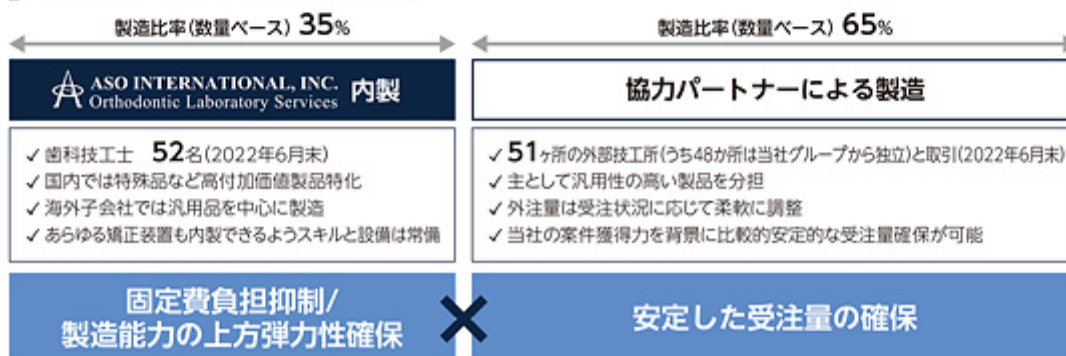 製造比率(数量ベース) 35%
製造比率(数量ベース) 65%
ASO INTERNATIONAL, INC.
Orthodontic Laboratory Services
内製
協力パートナーによる製造
✓ 歯科技工士 52名(2022年6月末)
✓ 国内では特殊品など高付加価値製品特化
✓ 海外子会社では汎用品を中心に製造
✓ あらゆる矯正装置も内製できるようスキルと設備は常備
✓ 51ヶ所の外部技工所(うち48か所は当社グループから独立)と取引(2022年6月末)
✓ 主として汎用性の高い製品を分担
✓ 外注量は受注状況に応じて柔軟に調整
✓ 当社の案件獲得力を背景に比較的安定的な受注量確保が可能
固定費負担抑制/
製造能力の上方弾力性確保
×
安定した受注量の確保